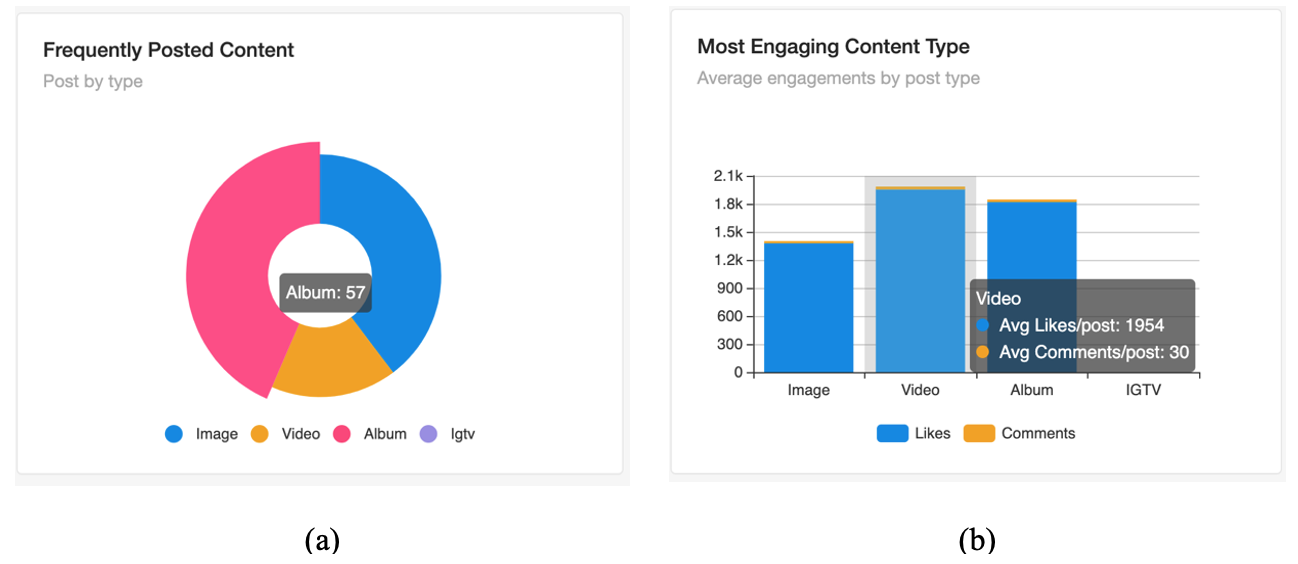 Frequently Posted Content
Post by type
Album: 57
Image Video Album Igtv
(a)
Most Engaging Content Type
Average engagements by post type
2.1k
1.8k
1.5k
1.2k
900
600
300
0
Video
Avg Likes/post: 1954
Avg Comments/post: 30
Image Video Album IGTV
Likes Comments
(b)